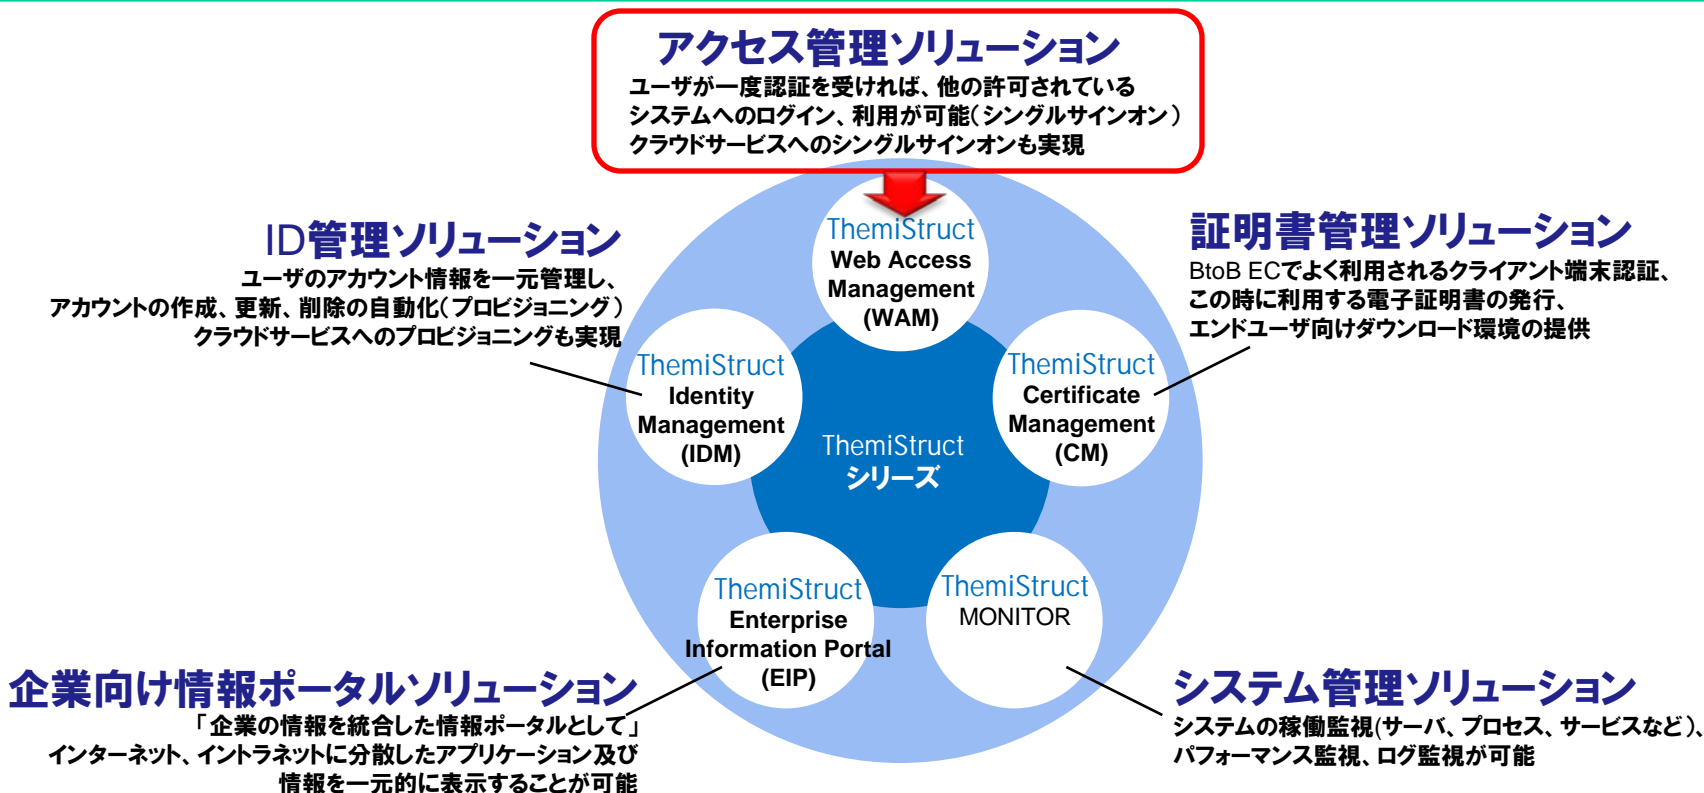 アクセス管理ソリューション
ユーザが一度認証を受ければ、他の許可されている
システムへのログイン、利用が可能(シングルサインオン)
クラウドサービスへのシングルサインオンも実現
ThemiStruct
Web Access
Management
(WAM)
ID管理ソリューション
ユーザのアカウント情報を一元管理し、
アカウントの作成、更新、削除の自動化(プロビジョニング)
クラウドサービスへのプロビジョニングも実現
ThemiStruct
Identity
Management
(IDM)
証明書管理ソリューション
BtoB ECでよく利用されるクライアント端末認証、
この時に利用する電子証明書の発行、
エンドユーザ向けダウンロード環境の提供
ThemiStruct
Certificate
Management
(CM)
ThemiStruct
シリーズ
ThemiStruct
Enterprise
Information Portal
(EIP)
企業向け情報ポータルソリューション
「企業の情報を統合した情報ポータルとして」
インターネット、イントラネットに分散したアプリケーション及び
情報を一元的に表示することが可能
ThemiStruct
MONITOR
システム管理ソリューション
システムの稼働監視(サーバ、プロセス、サービスなど)、
パフォーマンス監視、ログ監視が可能